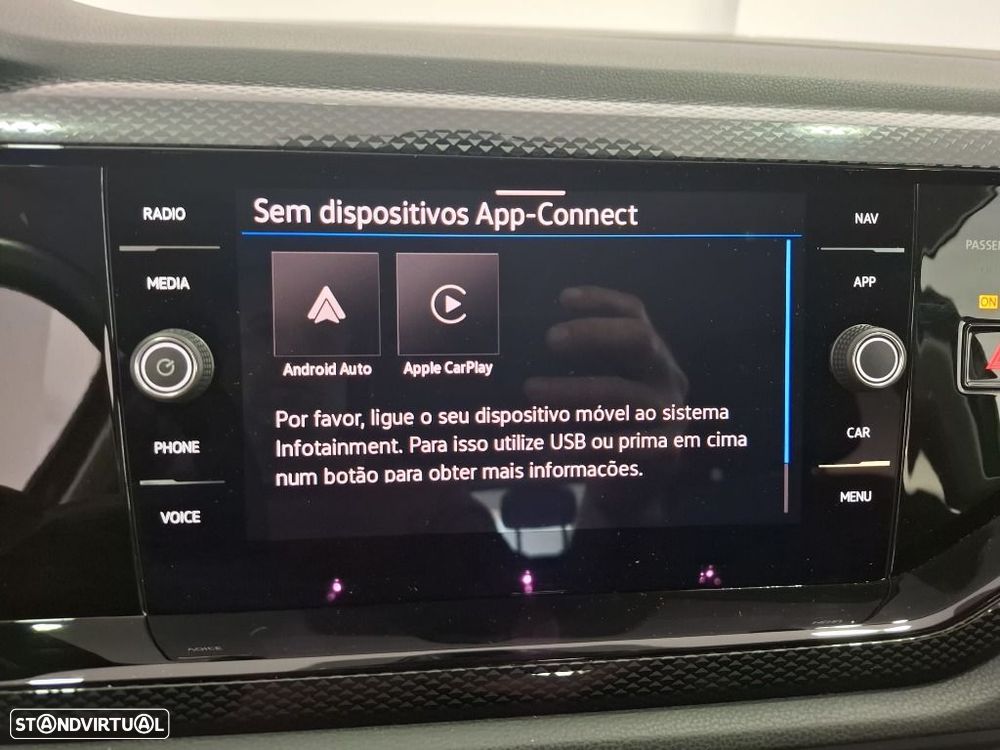 RADIO
MEDIA
PHONE
VOICE
Sem dispositivos App-Connect
Android Auto
Apple CarPlay
Por favor, ligue o seu dispositivo móvel ao sistema
Infotainment. Para isso utilize USB ou prima em cima
num botão para obter mais informações.
NAV
APP
CAR
MENU
ON
STANDVIRTUAL